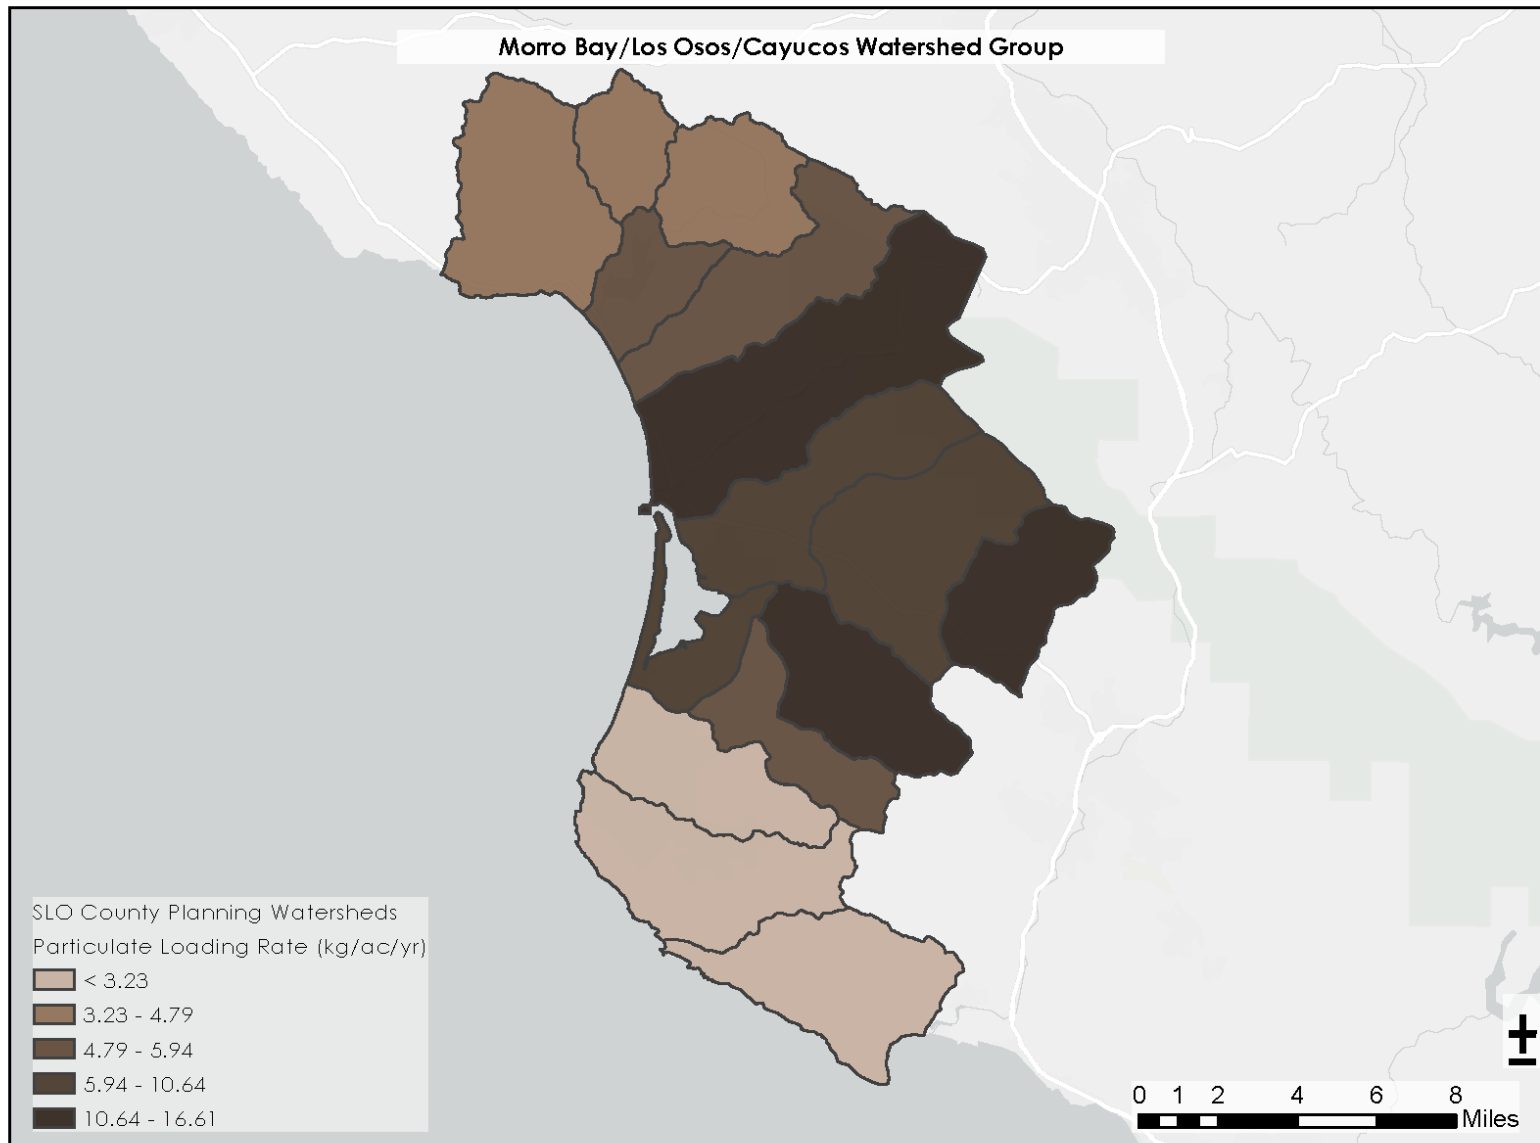 Morro Bay/Los Osos/Cayucos Watershed Group
SLO County Planning Watersheds
Particulate Loading Rate (kg/ac/yr)
< 3.23
3.23 - 4.79
4.79 - 5.94
5.94 - 10.64
10.64 - 16.61
0 1 2 4 6 8
Miles